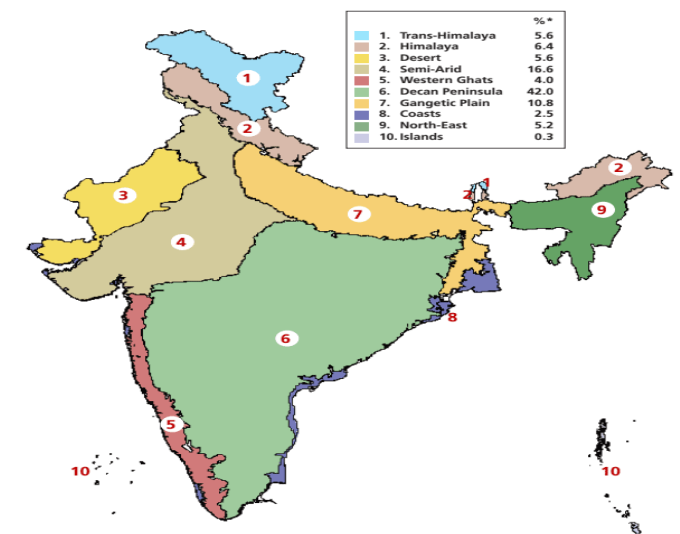 %*
1. Trans-Himalaya 5.6
2. Himalaya 6.4
3. Desert 5.6
4. Semi-Arid 16.6
5. Western Ghats 4.0
6. Decan Peninsula 42.0
7. Gangetic Plain 10.8
8. Coasts 2.5
9. North-East 5.2
10. Islands 0.3
1
2
2
3
2
1
9
7
4
8
6
5
10
10